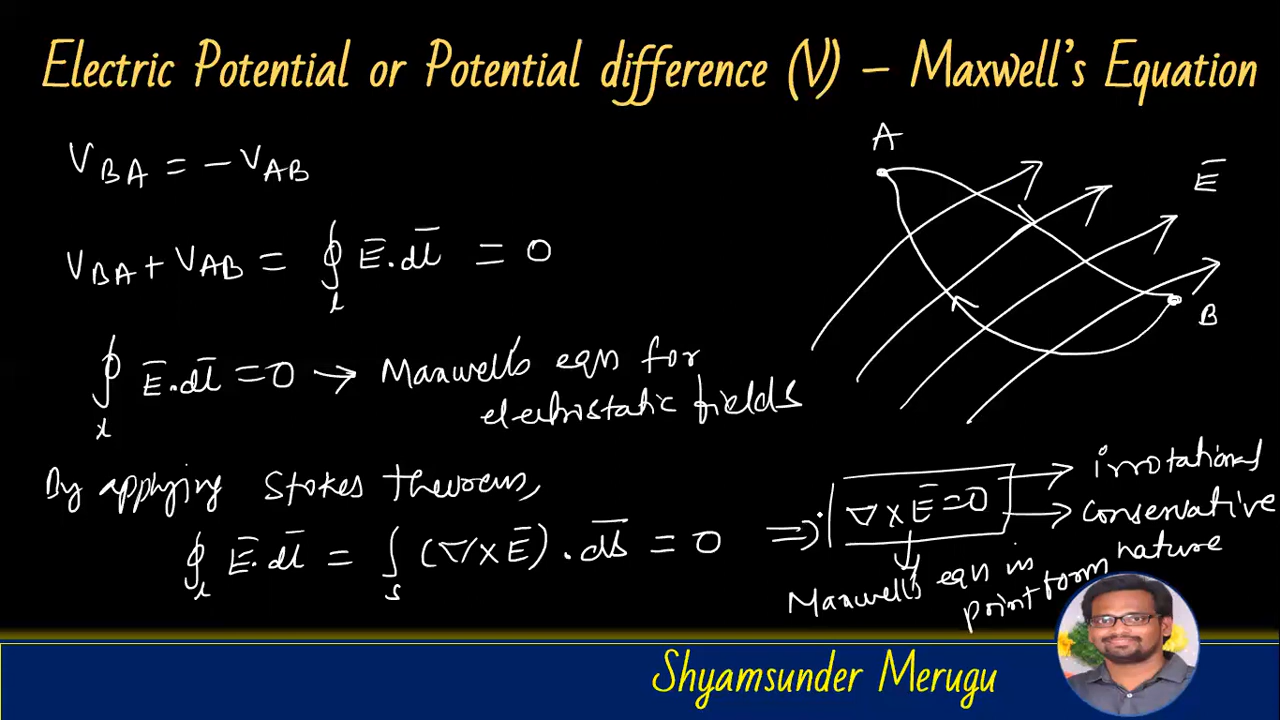 Electric Potential or Potential difference (V) – Maxwell's Equation
V_BA = -V_AB
V_BA + V_AB = ∮_l E̅.dl̅ = 0
∮_l E̅.dl̅ = 0 → Maxwell's eqn for
electrostatic fields
By applying Stokes theorem,
∮_l E̅.dl̅ = ∫_s (∇×E̅).ds̅ = 0 ⇒ ∇×E̅=0
A
E̅
B
irrotational
conservative
nature
Maxwell's eqn in
point form
Shyamsunder Merugu